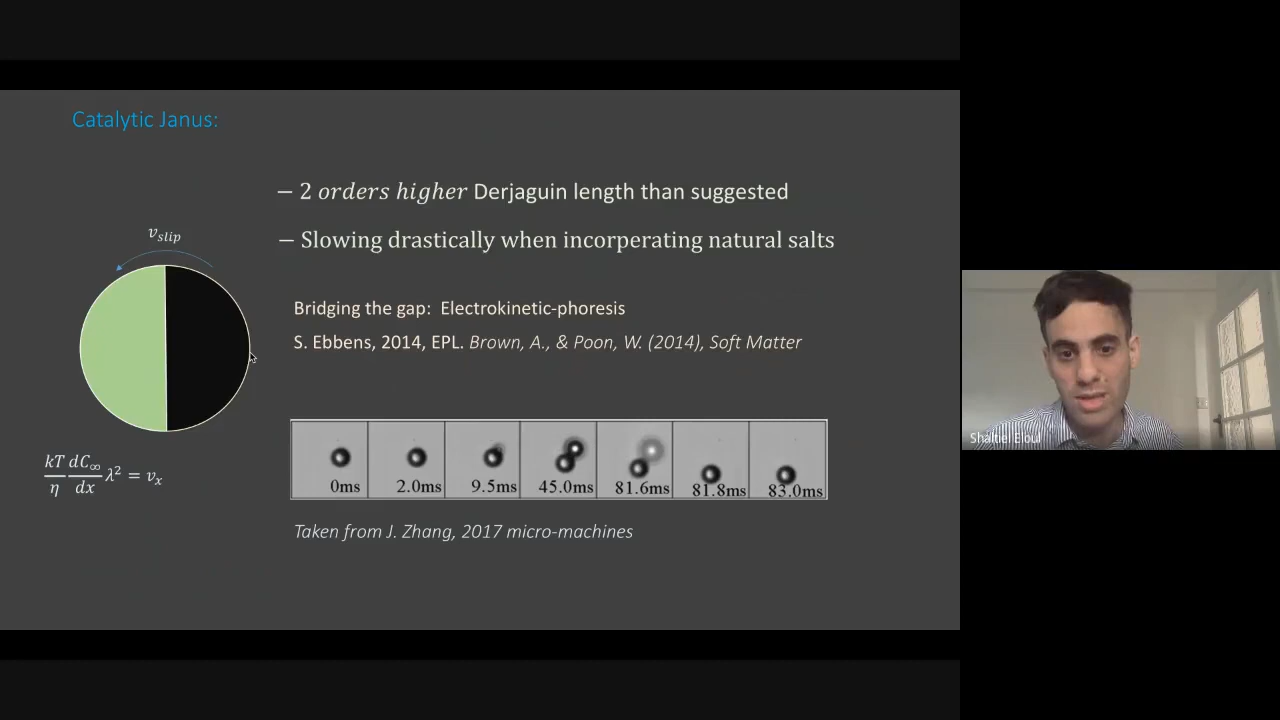 Catalytic Janus:
− 2 orders higher Derjaguin length than suggested
v_slip
− Slowing drastically when incorperating natural salts
Bridging the gap: Electrokinetic-phoresis
S. Ebbens, 2014, EPL. Brown, A., & Poon, W. (2014), Soft Matter
kT/η dC∞/dx λ² = v_x
0ms 2.0ms 9.5ms 45.0ms 81.6ms 81.8ms 83.0ms
Taken from J. Zhang, 2017 micro-machines
Shaltiel Eloul